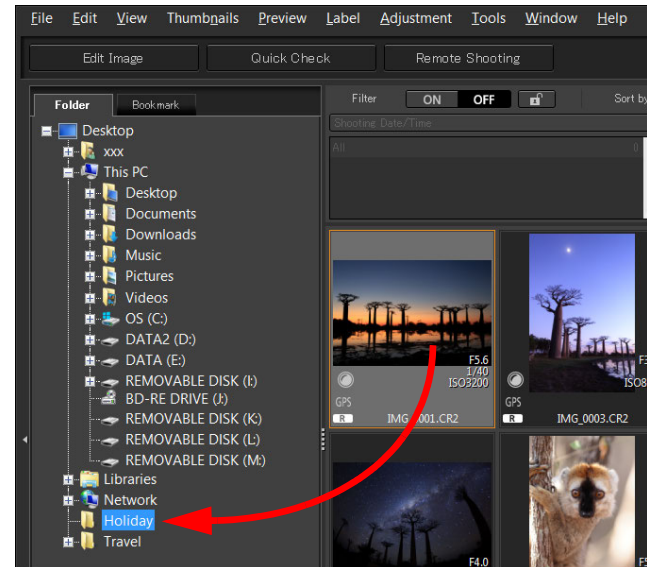 File Edit View Thumbnails Preview Label Adjustment Tools Window Help
Edit Image Quick Check Remote Shooting
Folder Bookmark
Filter ON OFF Sort by
Shooting Date/Time
All 0
Desktop
xxx
This PC
Desktop
Documents
Downloads
Music
Pictures
Videos
OS (C:)
DATA2 (D:)
DATA (E:)
REMOVABLE DISK (I:)
BD-RE DRIVE (J:)
REMOVABLE DISK (K:)
REMOVABLE DISK (L:)
REMOVABLE DISK (M:)
Libraries
Network
Holiday
Travel
F5.6
1/40
ISO3200
GPS
R IMG_0001.CR2
GPS
R IMG_0003.CR2
F4.0